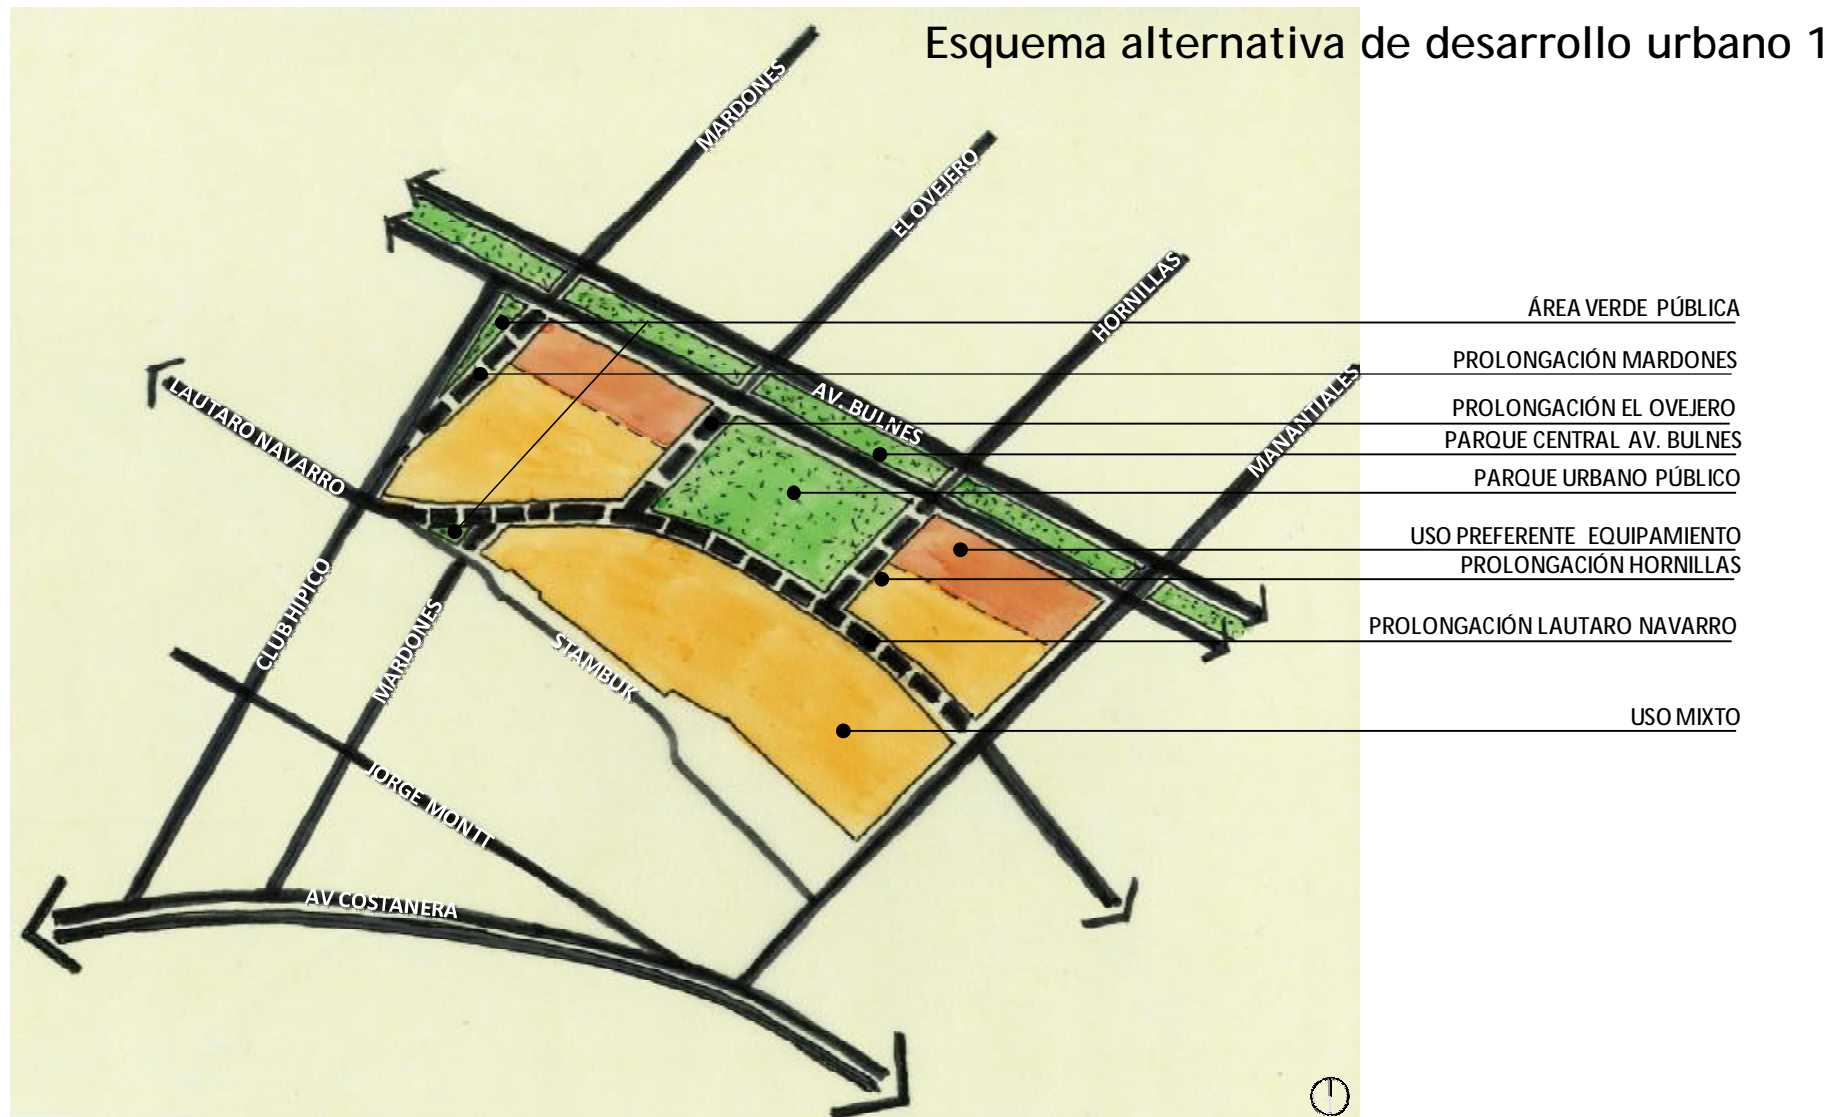 Esquema alternativa de desarrollo urbano 1
MARDONES
EL OVEJERO
HORNILLAS
MANANTIALES
AV. BULNES
LAUTARO NAVARRO
CLUB HIPICO
MARDONES
STAMBUK
JORGE MONTT
AV COSTANERA
ÁREA VERDE PÚBLICA
PROLONGACIÓN MARDONES
PROLONGACIÓN EL OVEJERO
PARQUE CENTRAL AV. BULNES
PARQUE URBANO PÚBLICO
USO PREFERENTE EQUIPAMIENTO
PROLONGACIÓN HORNILLAS
PROLONGACIÓN LAUTARO NAVARRO
USO MIXTO